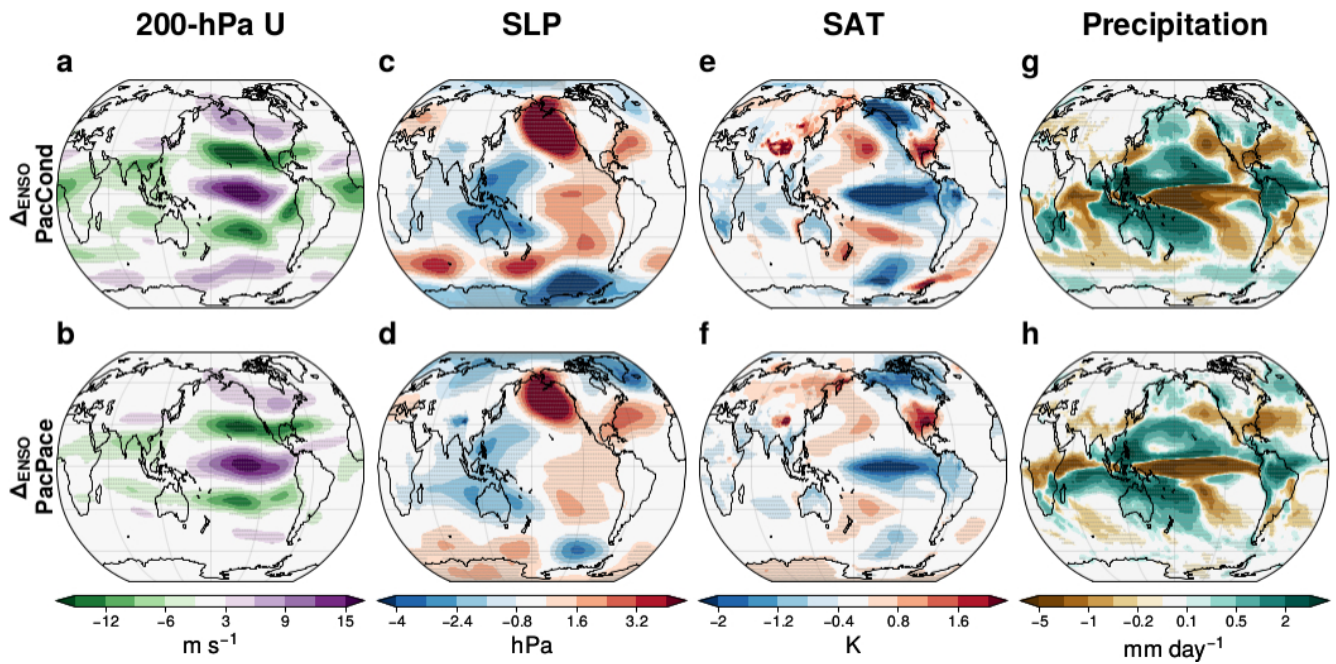 200-hPa U SLP SAT Precipitation
a c e g
ΔENSO
PacCond
b d f h
ΔENSO
PacPace
−12 −6 3 9 15 −4 −2.4 −0.8 1.6 3.2 −2 −1.2 −0.4 0.8 1.6 −5 −1 −0.2 0.1 0.5 2
m s−1 hPa K mm day−1